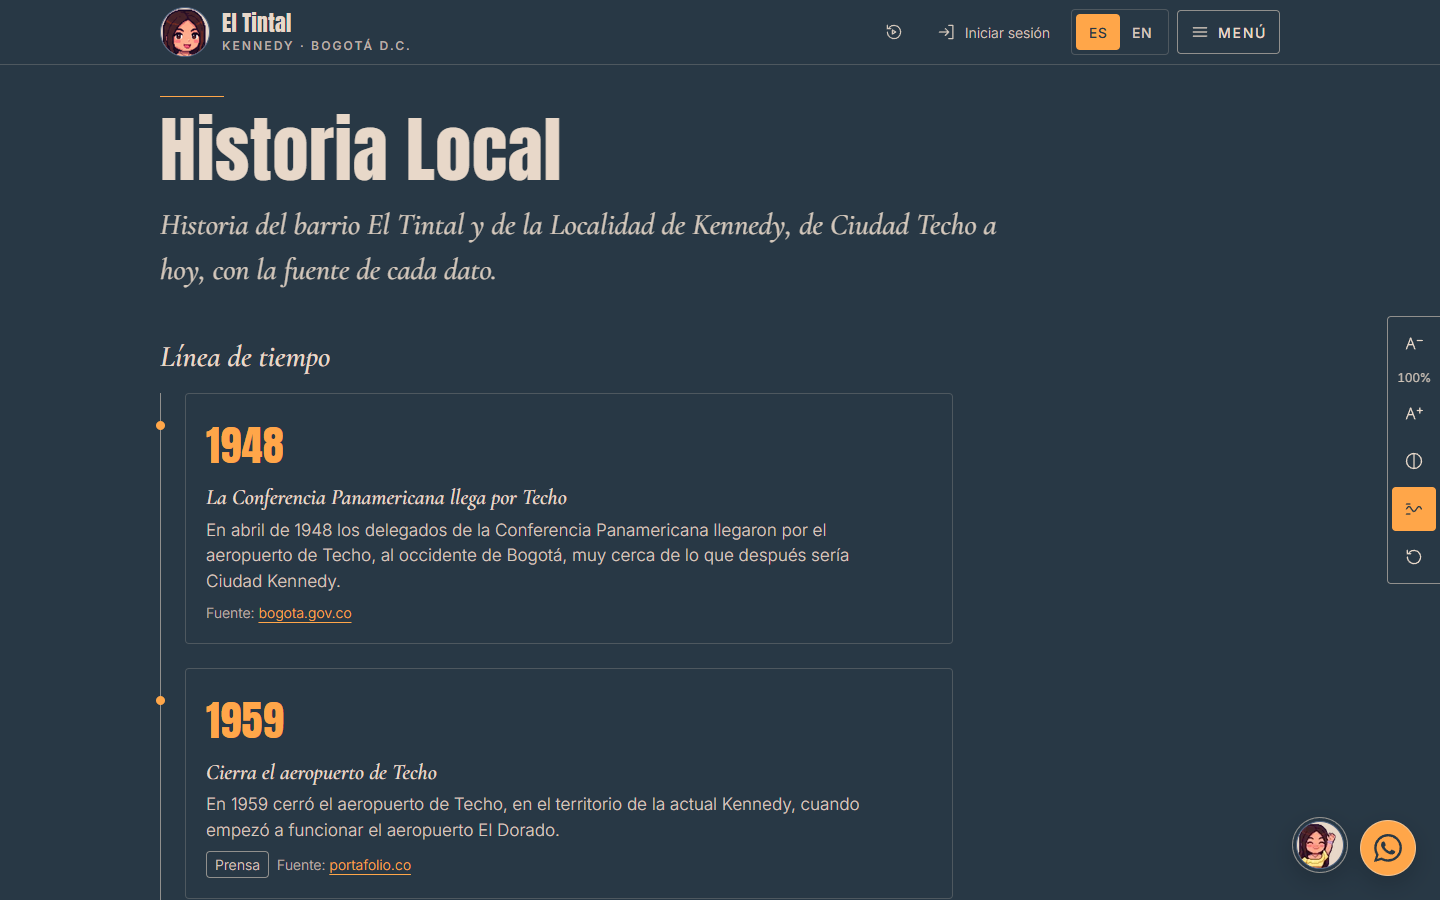 El Tintal
KENNEDY · BOGOTÁ D.C.
Iniciar sesión
ES
EN
MENÚ
Historia Local
Historia del barrio El Tintal y de la Localidad de Kennedy, de Ciudad Techo a
hoy, con la fuente de cada dato.
Línea de tiempo
1948
La Conferencia Panamericana llega por Techo
En abril de 1948 los delegados de la Conferencia Panamericana llegaron por el
aeropuerto de Techo, al occidente de Bogotá, muy cerca de lo que después sería
Ciudad Kennedy.
Fuente: bogota.gov.co
1959
Cierra el aeropuerto de Techo
En 1959 cerró el aeropuerto de Techo, en el territorio de la actual Kennedy, cuando
empezó a funcionar el aeropuerto El Dorado.
Prensa Fuente: portafolio.co
A-
100%
A+